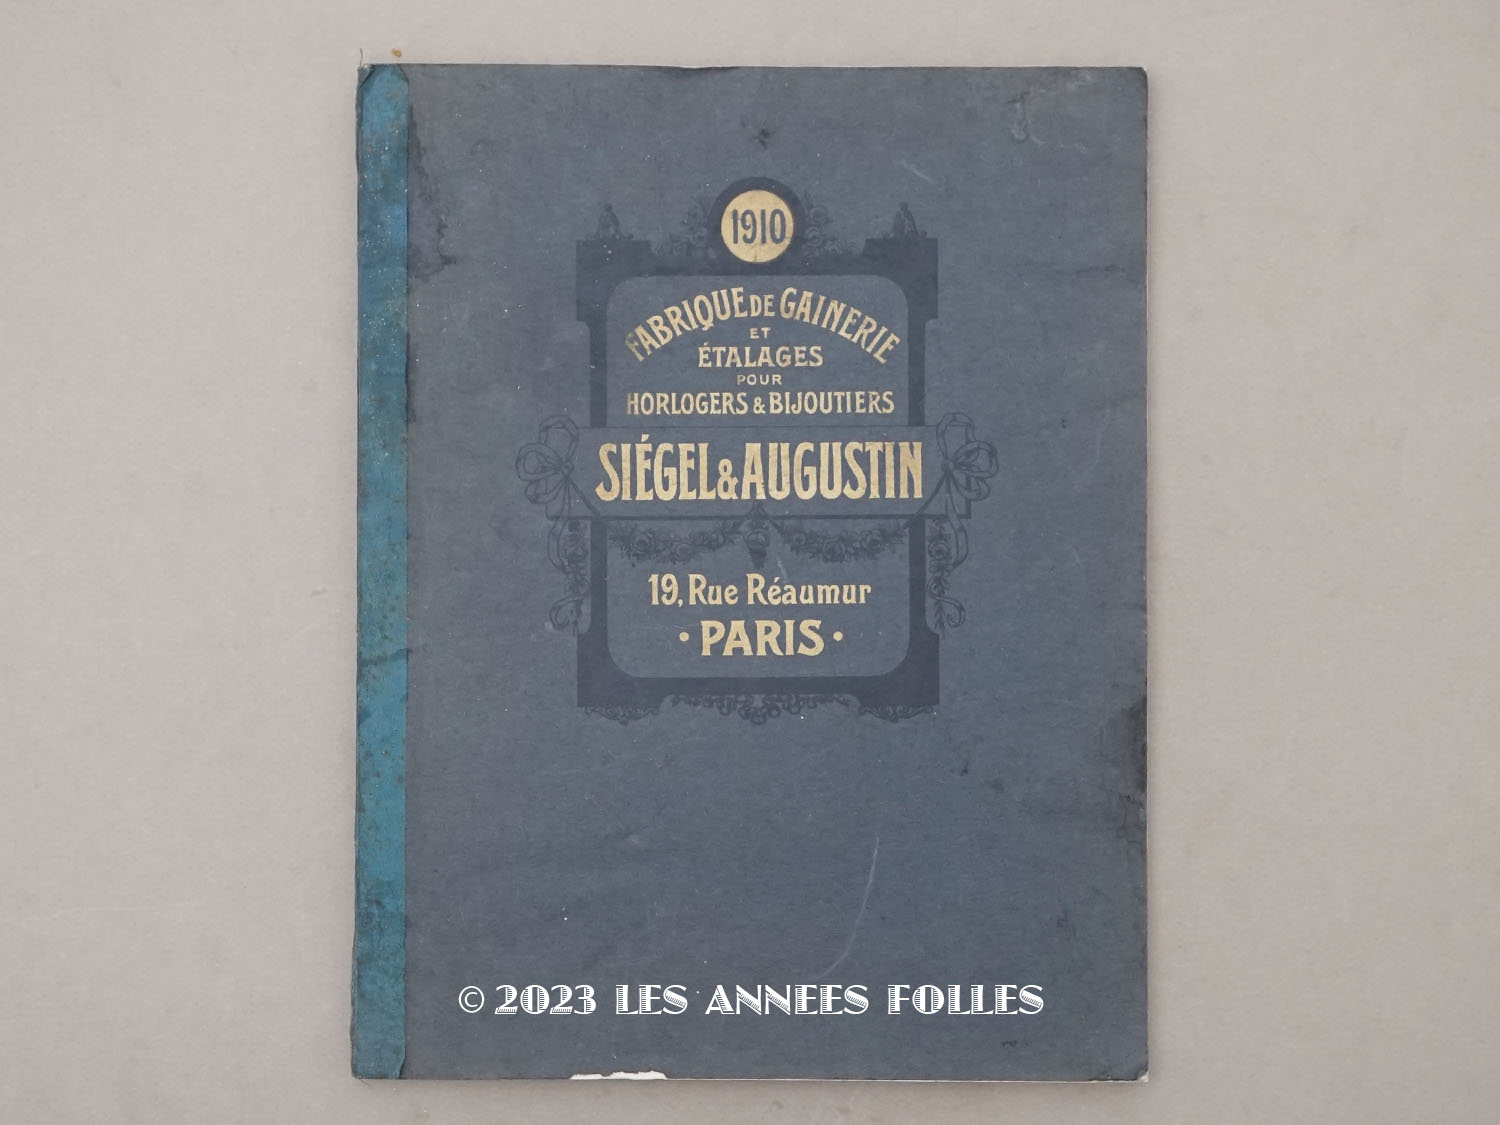 1910
FABRIQUE DE GAINERIE
ET
ÉTALAGES
POUR
HORLOGERS & BIJOUTIERS
SIÉGEL & AUGUSTIN
19, Rue Réaumur
• PARIS •
© 2023 LES ANNEES FOLLES